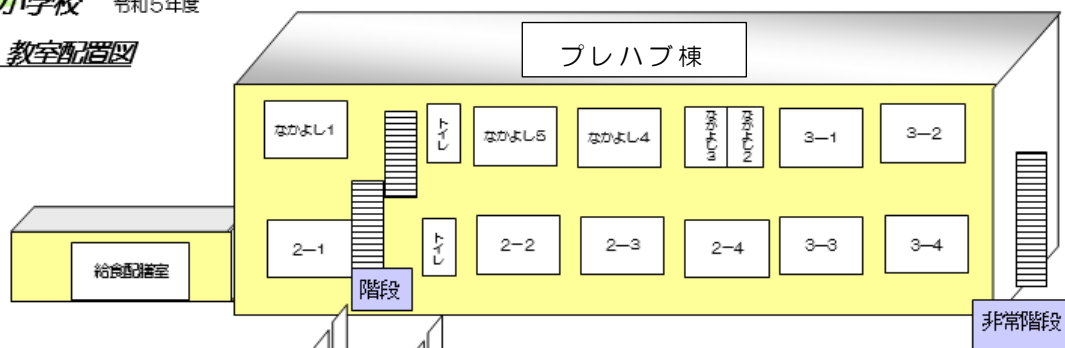 小学校 令和5年度
教室配置図
プレハブ棟
なかよし1
トイレ
なかよし5
なかよし4
なかよし3
なかよし2
3－1
3－2
2－1
トイレ
2－2
2－3
2－4
3－3
3－4
給食配膳室
階段
非常階段